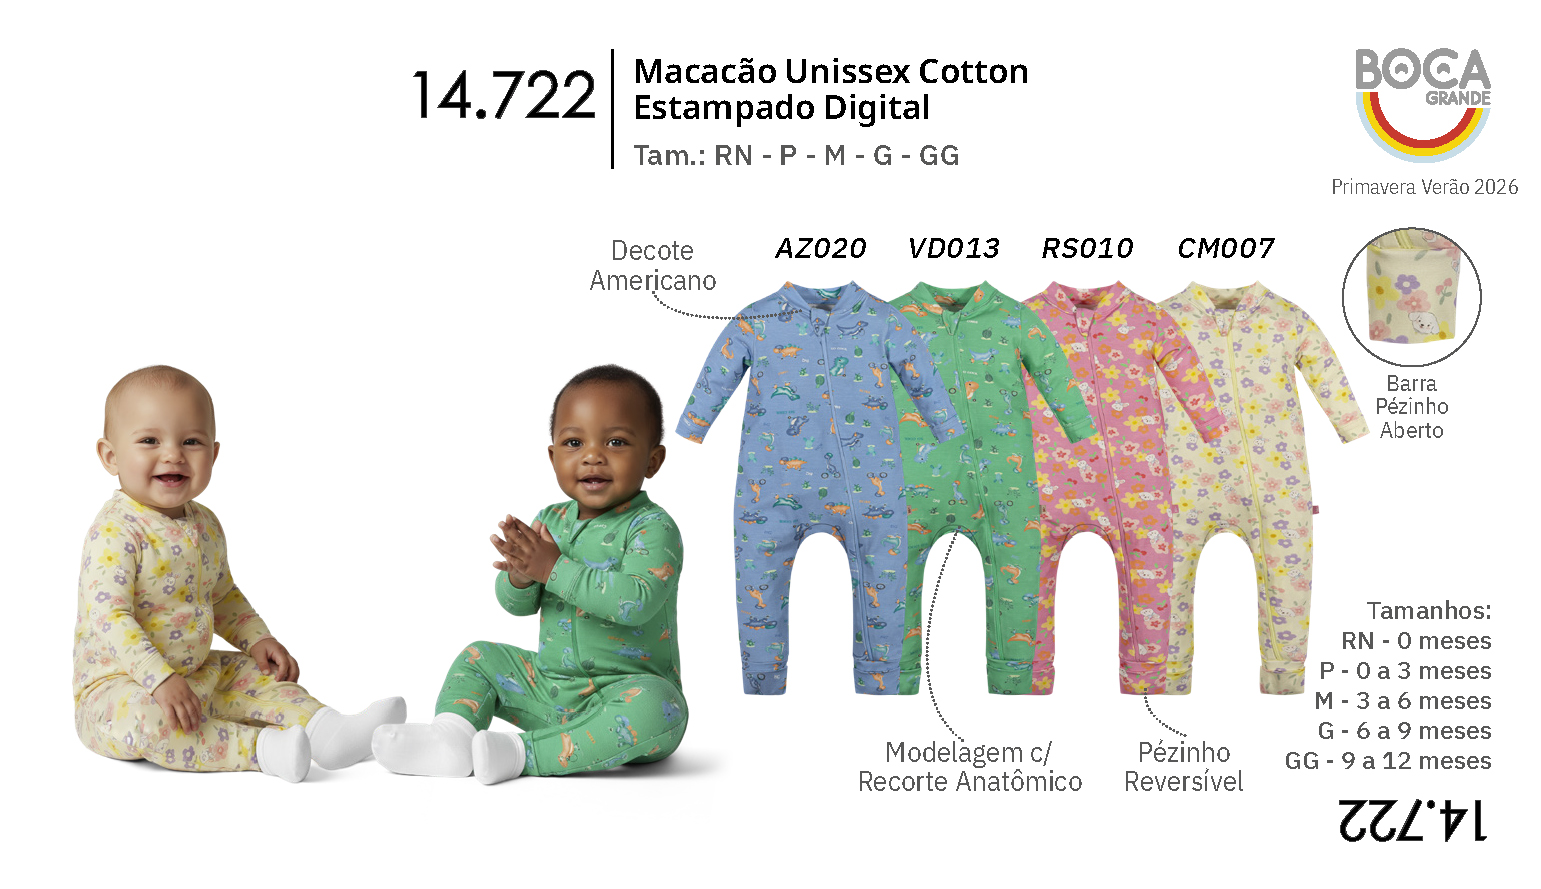 14.722
Macacão Unissex Cotton
Estampado Digital
Tam.: RN - P - M - G - GG
BOCA
GRANDE
Primavera Verão 2026
Decote
Americano
AZ020
VD013
RS010
CM007
Barra
Pézinho
Aberto
Modelagem c/
Recorte Anatômico
Pézinho
Reversível
Tamanhos:
RN - 0 meses
P - 0 a 3 meses
M - 3 a 6 meses
G - 6 a 9 meses
GG - 9 a 12 meses
14.722